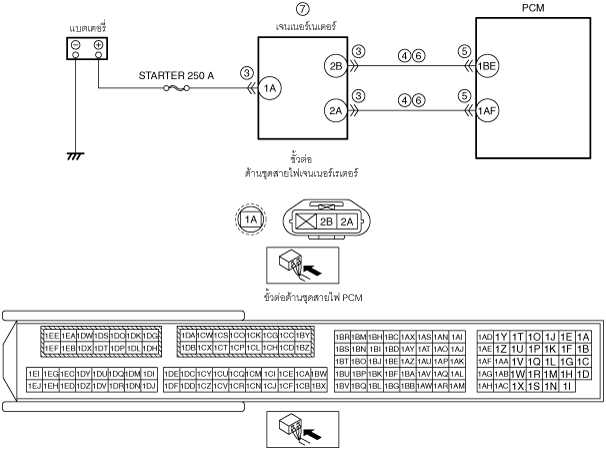 ⑦
แบตเตอรี่
เจนเนอร์เนเตอร์
PCM
STARTER 250 A
③
1A
2B
③
④⑥
⑤
1BE
2A
③
④⑥
⑤
1AF
ขั้วต่อ
ด้านชุดสายไฟเจนเนอร์เรเตอร์
1A
2B 2A
ขั้วต่อด้านชุดสายไฟ PCM
1EE 1EA 1DW 1DS 1DO 1DK 1DG 1DA 1CW 1CS 1CO 1CK 1CG 1CC 1BY 1BR 1BM 1BH 1BC 1AX 1AS 1AN 1AI 1AD 1Y 1T 1O 1J 1E 1A
1EF 1EB 1DX 1DT 1DP 1DL 1DH 1DB 1CX 1CT 1CP 1CL 1CH 1CD 1BZ 1BS 1BN 1BI 1BD 1AY 1AT 1AO 1AJ 1AE 1Z 1U 1P 1K 1F 1B
1BT 1BO 1BJ 1BE 1AZ 1AU 1AP 1AK 1AF 1AA 1V 1Q 1L 1G 1C
1EI 1EG 1EC 1DY 1DU 1DQ 1DM 1DI 1DE 1DC 1CY 1CU 1CQ 1CM 1CI 1CE 1CA 1BW 1BU 1BP 1BK 1BF 1BA 1AV 1AQ 1AL 1AG 1AB 1W 1R 1M 1H 1D
1EJ 1EH 1ED 1DZ 1DV 1DR 1DN 1DJ 1DF 1DD 1CZ 1CV 1CR 1CN 1CJ 1CF 1CB 1BX 1BV 1BQ 1BL 1BG 1BB 1AW 1AR 1AM 1AH 1AC 1X 1S 1N 1I